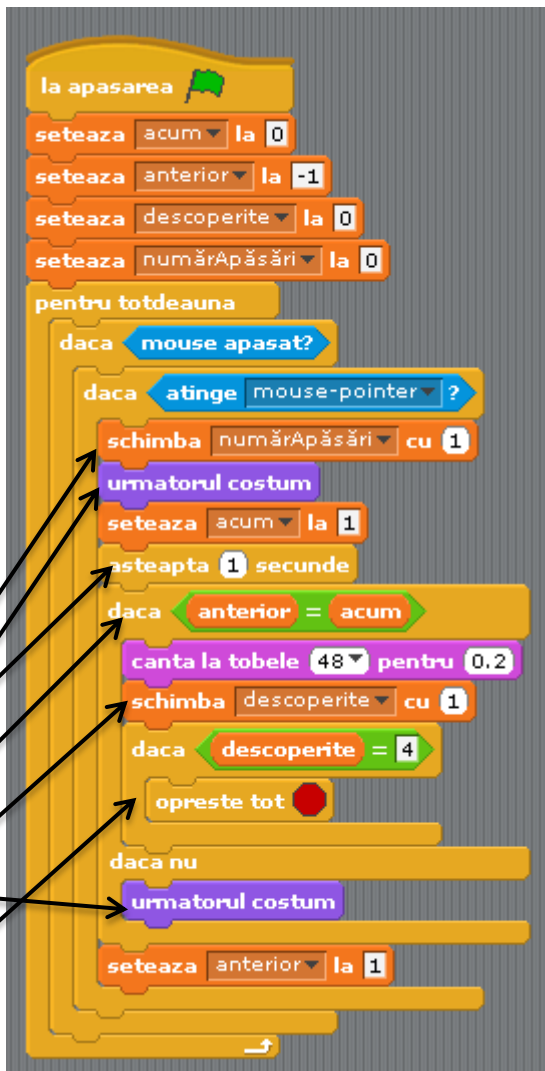 la apasarea
seteaza acum la 0
seteaza anterior la -1
seteaza descoperite la 0
seteaza numărApăsări la 0
pentru totdeauna
daca mouse apasat?
daca atinge mouse-pointer ?
schimba numărApăsări cu 1
urmatorul costum
seteaza acum la 1
asteapta 1 secunde
daca anterior = acum
canta la tobele 48 pentru 0.2
schimba descoperite cu 1
daca descoperite = 4
opreste tot
daca nu
urmatorul costum
seteaza anterior la 1